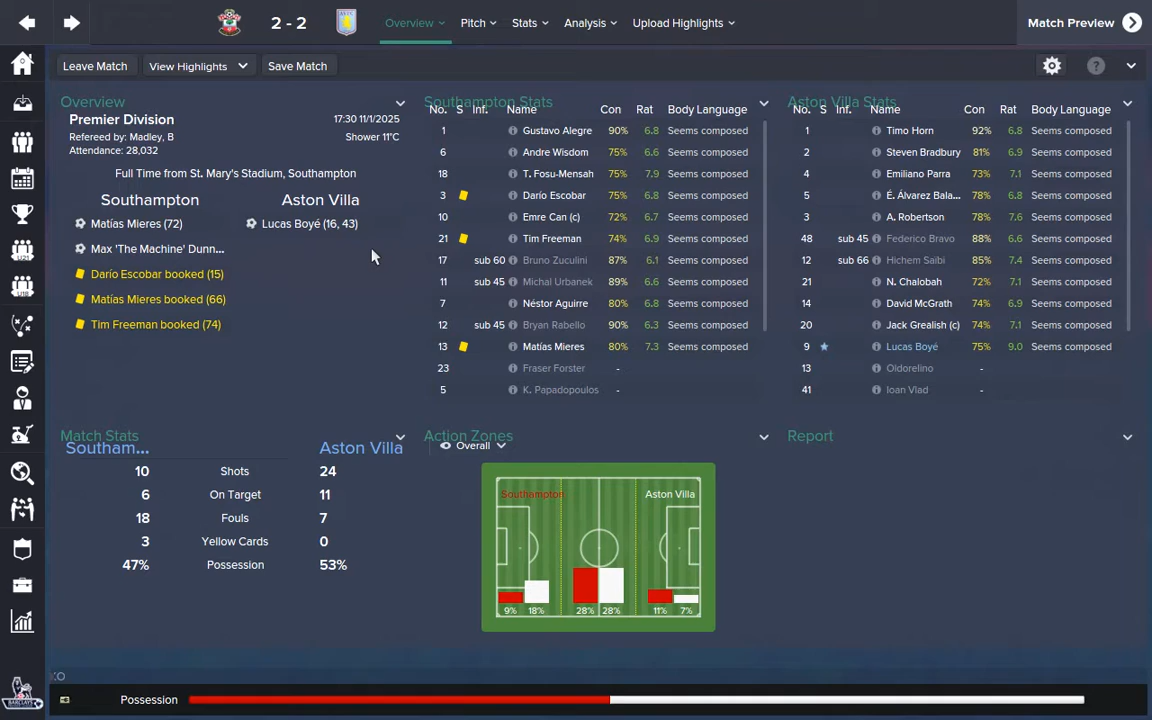 2 - 2
Overview
Pitch
Stats
Analysis
Upload Highlights
Match Preview
Leave Match
View Highlights
Save Match
Overview
Premier Division
17:30 11/1/2025
Refereed by: Madley, B
Shower 11°C
Attendance: 28,032
Full Time from St. Mary's Stadium, Southampton
Southampton
Aston Villa
Matías Mieres (72)
Lucas Boyé (16, 43)
Max 'The Machine' Dunn...
Darío Escobar booked (15)
Matías Mieres booked (66)
Tim Freeman booked (74)
Southampton Stats
No. S Inf. Name Con Rat Body Language
1 Gustavo Alegre 90% 6.8 Seems composed
6 Andre Wisdom 75% 6.6 Seems composed
18 T. Fosu-Mensah 75% 7.9 Seems composed
3 Darío Escobar 75% 6.8 Seems composed
10 Emre Can (c) 72% 6.7 Seems composed
21 Tim Freeman 74% 6.9 Seems composed
17 sub 60 Bruno Zuculini 87% 6.1 Seems composed
11 sub 45 Michal Urbanek 89% 6.6 Seems composed
7 Néstor Aguirre 80% 6.8 Seems composed
12 sub 45 Bryan Rabello 90% 6.3 Seems composed
13 Matías Mieres 80% 7.3 Seems composed
23 Fraser Forster -
5 K. Papadopoulos -
Aston Villa Stats
No. S Inf. Name Con Rat Body Language
1 Timo Horn 92% 6.8 Seems composed
2 Steven Bradbury 81% 6.9 Seems composed
4 Emiliano Parra 73% 7.1 Seems composed
5 É. Álvarez Bala... 78% 6.8 Seems composed
3 A. Robertson 78% 7.6 Seems composed
48 sub 45 Federico Bravo 88% 6.6 Seems composed
12 sub 66 Hichem Saibi 85% 7.4 Seems composed
21 N. Chalobah 72% 7.1 Seems composed
14 David McGrath 74% 6.9 Seems composed
20 Jack Grealish (c) 74% 7.1 Seems composed
9 Lucas Boyé 75% 9.0 Seems composed
13 Oldorelino -
41 Ioan Vlad -
Match Stats
Southam...
Aston Villa
10 Shots 24
6 On Target 11
18 Fouls 7
3 Yellow Cards 0
47% Possession 53%
Action Zones
Overall
Southampton
Aston Villa
9% 18% 28% 28% 11% 7%
Report
KO
Possession
BARCLAYS